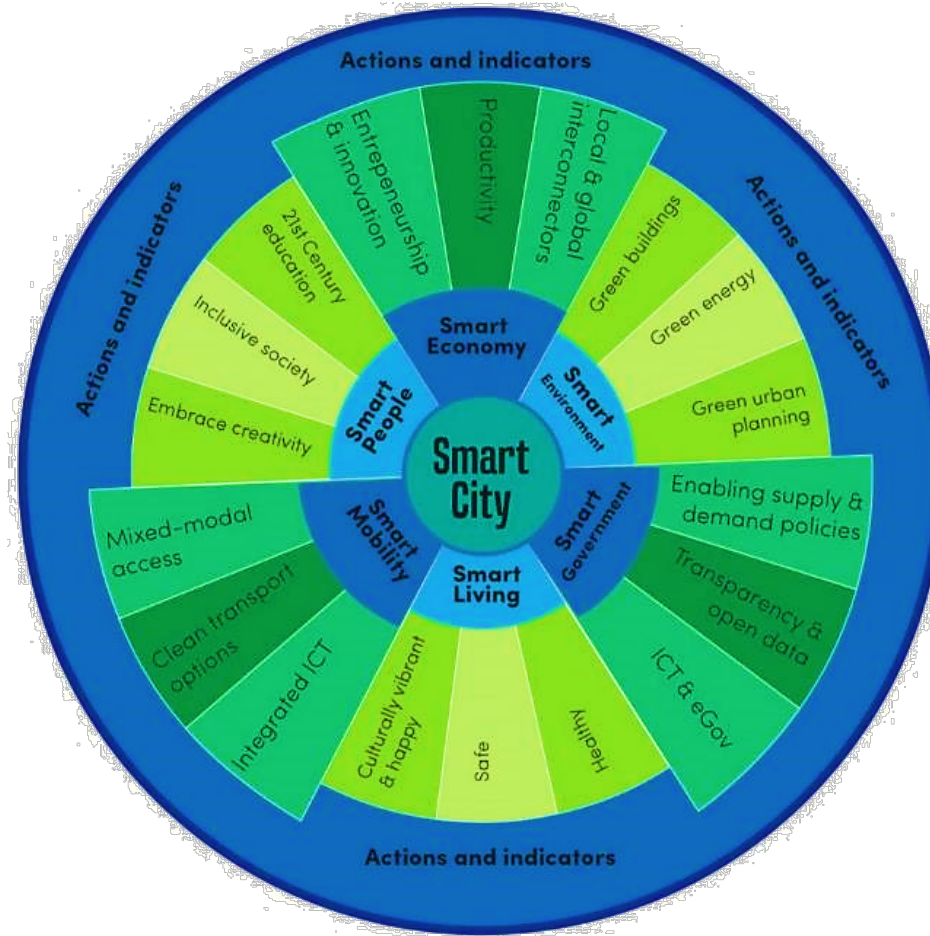 Actions and indicators
Entrepeneurship
& innovation
Productivity
Local & global
interconnectors
Actions and indicators
Actions and indicators
21st Century
education
Inclusive society
Embrace creativity
Green buildings
Green energy
Green urban
planning
Smart
Economy
Smart
People
Smart
Environment
Smart
City
Smart
Mobility
Smart
Living
Smart
Government
Mixed-modal
access
Clean transport
options
Integrated ICT
Culturally vibrant
& happy
Safe
Healthy
Enabling supply &
demand policies
Transparency &
open data
ICT & eGov
Actions and indicators